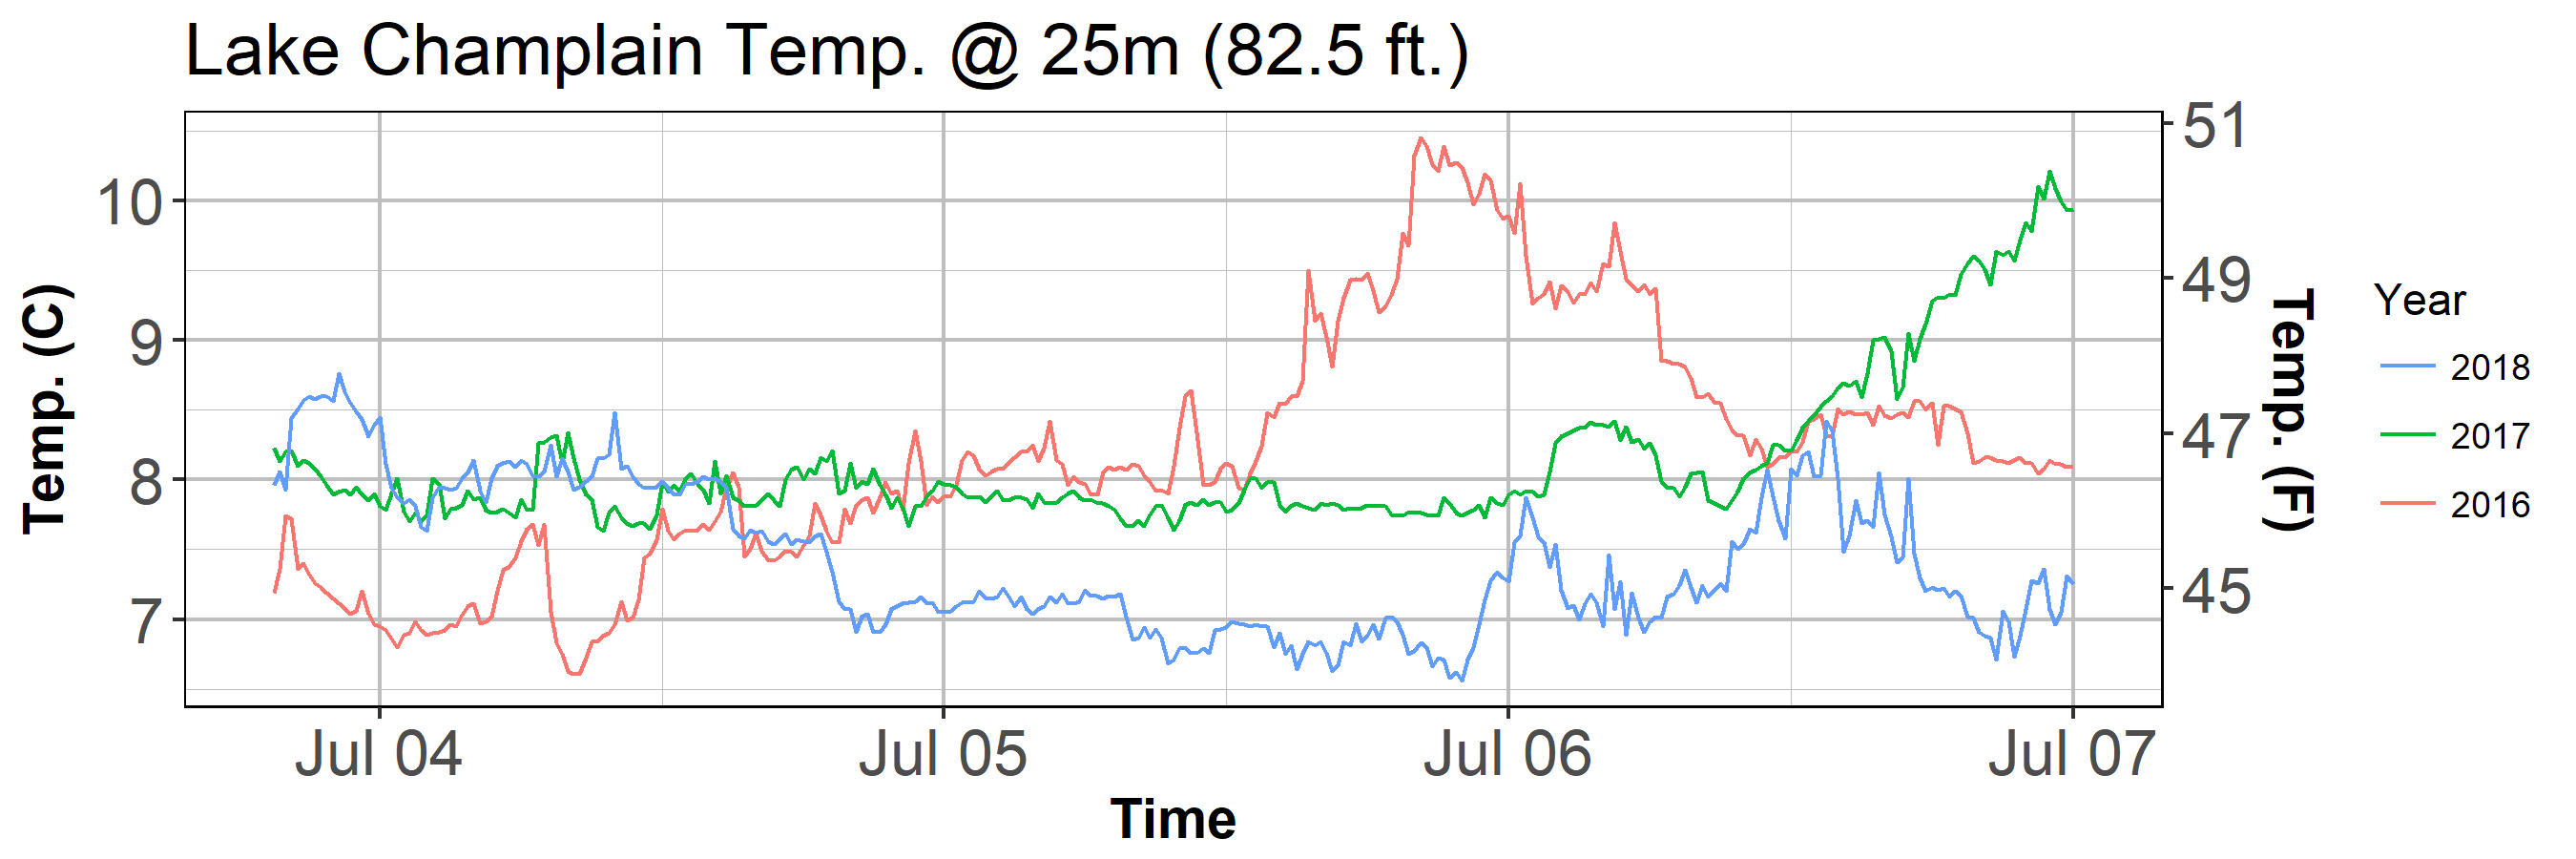 Lake Champlain Temp. @ 25m (82.5 ft.)
Temp. (C)
10
9
8
7
51
49
47
45
Temp. (F)
Jul 04
Jul 05
Jul 06
Jul 07
Time
Year
2018
2017
2016